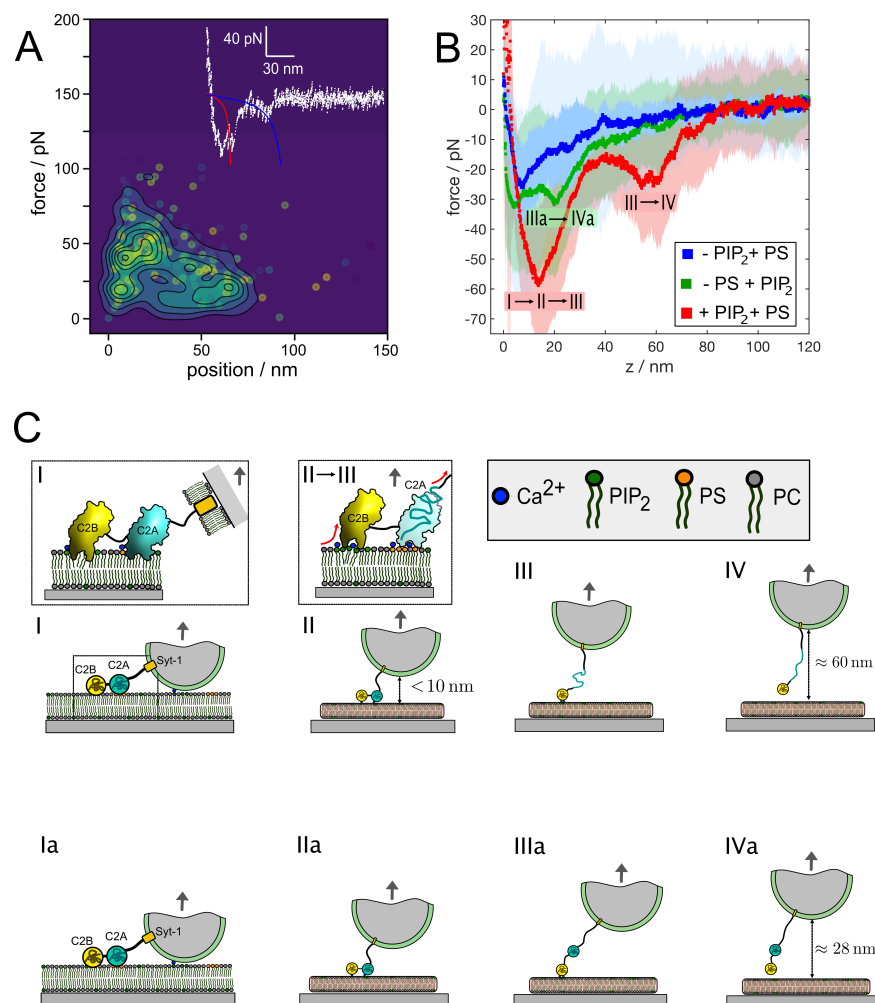 A
200
150
100
50
0
force / pN
40 pN
30 nm
0
50
100
150
position / nm
B
30
20
10
0
-10
-20
-30
-40
-50
-60
-70
force / pN
III→IV
IIIa→IVa
I→II→III
- PIP2+ PS
- PS + PIP2
+ PIP2+ PS
0
20
40
60
80
100
120
z / nm
C
I
C2B
C2A
II→III
C2A
C2B
Ca2+
PIP2
PS
PC
I
C2B
C2A
Syt-1
II
< 10 nm
III
IV
≈ 60 nm
Ia
C2B
C2A
Syt-1
IIa
IIIa
IVa
≈ 28 nm